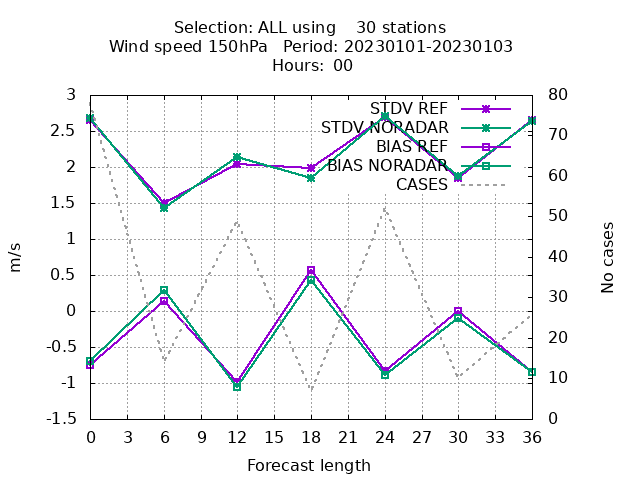 Selection: ALL using    30 stations
Wind speed 150hPa   Period: 20230101-20230103
Hours:  00
STDV REF
STDV NORADAR
BIAS REF
BIAS NORADAR
CASES
3
2.5
2
1.5
1
0.5
0
-0.5
-1
-1.5
m/s
80
70
60
50
40
30
20
10
0
No cases
0 3 6 9 12 15 18 21 24 27 30 33 36
Forecast length